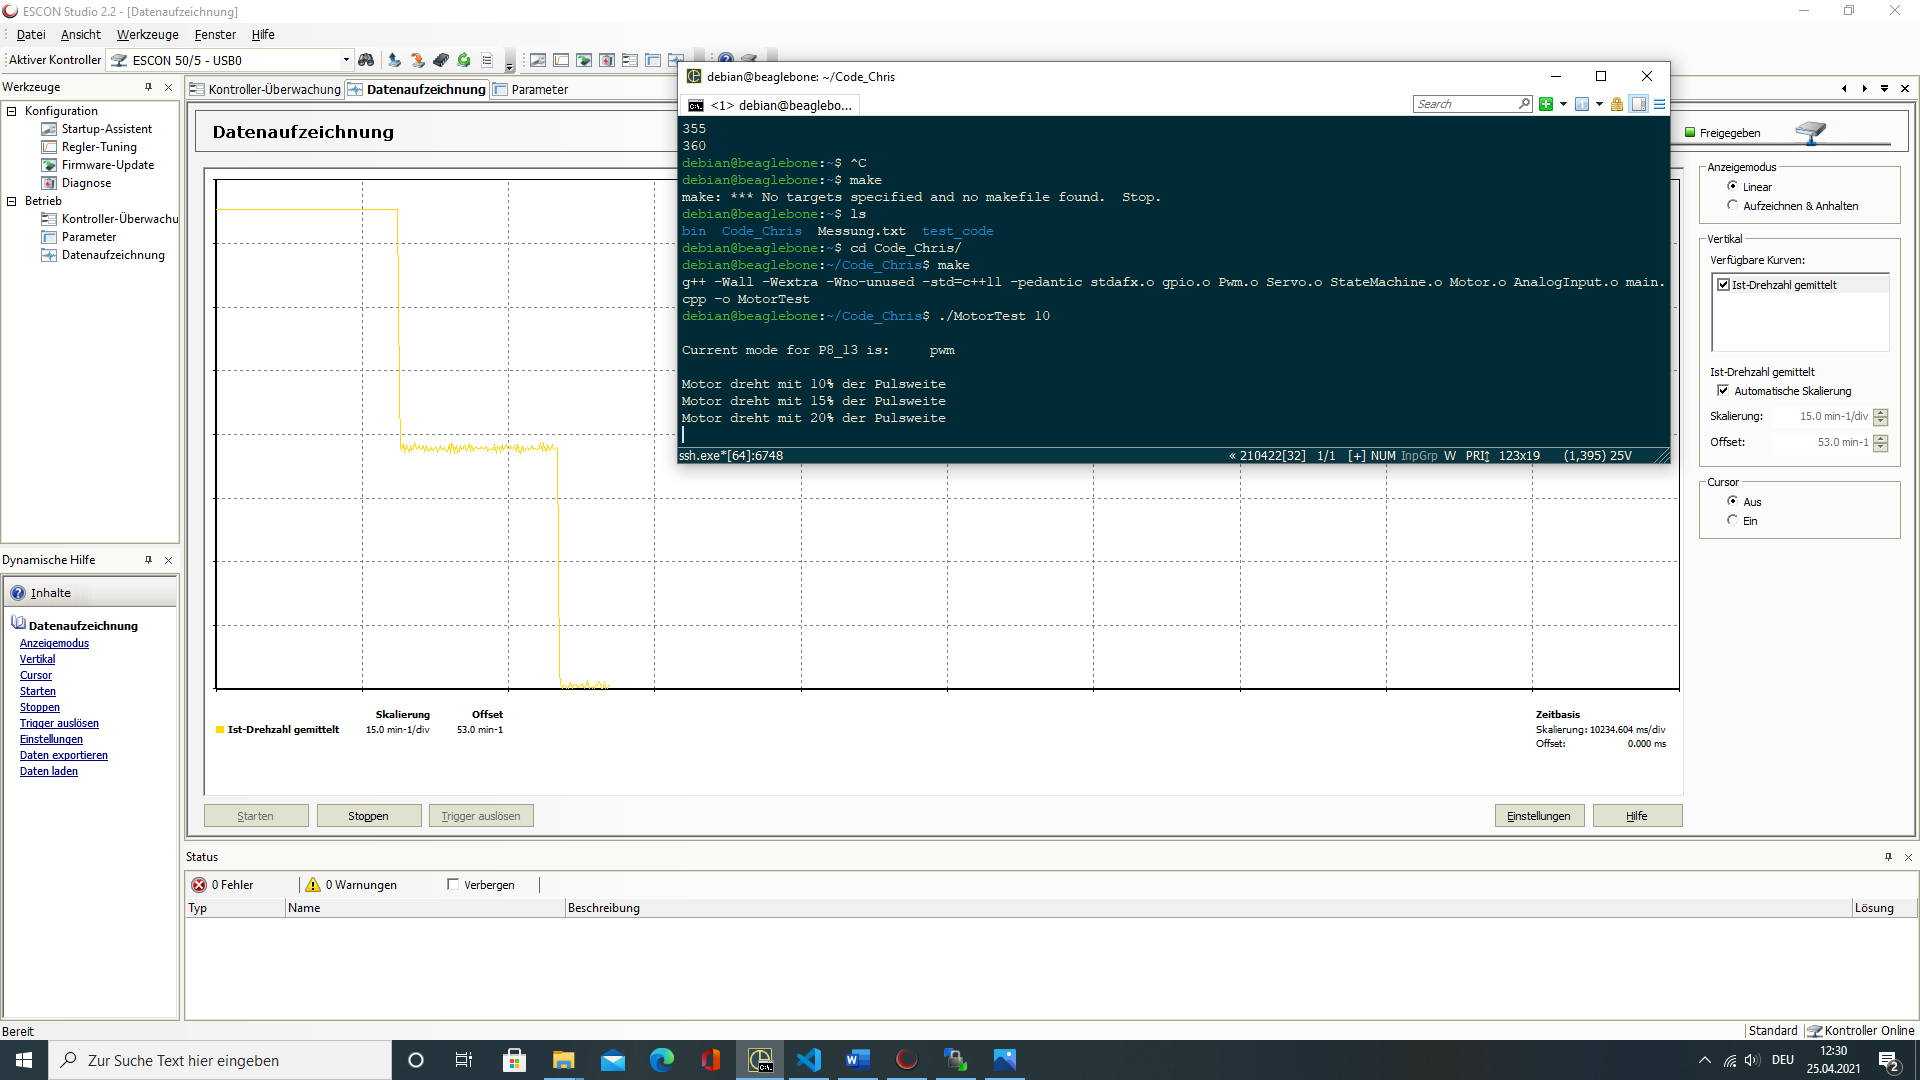 ESCON Studio 2.2 - [Datenaufzeichnung]
Datei Ansicht Werkzeuge Fenster Hilfe
Aktiver Kontroller ESCON 50/5 - USB0
Werkzeuge
Konfiguration
Startup-Assistent
Regler-Tuning
Firmware-Update
Diagnose
Betrieb
Kontroller-Überwachu
Parameter
Datenaufzeichnung
Dynamische Hilfe
Inhalte
Datenaufzeichnung
Anzeigemodus
Vertikal
Cursor
Starten
Stoppen
Trigger auslösen
Einstellungen
Daten exportieren
Daten laden
Kontroller-Überwachung Datenaufzeichnung Parameter
Datenaufzeichnung
debian@beaglebone: ~/Code_Chris
<1> debian@beaglebo...
Search
355
360
debian@beaglebone:~$ ^C
debian@beaglebone:~$ make
make: *** No targets specified and no makefile found.  Stop.
debian@beaglebone:~$ ls
bin  Code_Chris  Messung.txt  test_code
debian@beaglebone:~$ cd Code_Chris/
debian@beaglebone:~/Code_Chris$ make
g++ -Wall -Wextra -Wno-unused -std=c++11 -pedantic stdafx.o gpio.o Pwm.o Servo.o StateMachine.o Motor.o AnalogInput.o main.
cpp -o MotorTest
debian@beaglebone:~/Code_Chris$ ./MotorTest 10
Current mode for P8_13 is:     pwm
Motor dreht mit 10% der Pulsweite
Motor dreht mit 15% der Pulsweite
Motor dreht mit 20% der Pulsweite
ssh.exe*[64]:6748 « 210422[32] 1/1 [+] NUM InpGrp W PRI↕ 123x19 (1,395) 25V
Freigegeben
Anzeigemodus
Linear
Aufzeichnen & Anhalten
Vertikal
Verfügbare Kurven:
Ist-Drehzahl gemittelt
Ist-Drehzahl gemittelt
Automatische Skalierung
Skalierung: 15.0 min-1/div
Offset: 53.0 min-1
Cursor
Aus
Ein
Skalierung Offset
Ist-Drehzahl gemittelt 15.0 min-1/div 53.0 min-1
Zeitbasis
Skalierung: 10234.604 ms/div
Offset: 0.000 ms
Starten Stoppen Trigger auslösen Einstellungen Hilfe
Status
0 Fehler 0 Warnungen Verbergen
Typ Name Beschreibung Lösung
Bereit Standard Kontroller Online
Zur Suche Text hier eingeben
DEU
12:30
25.04.2021
2